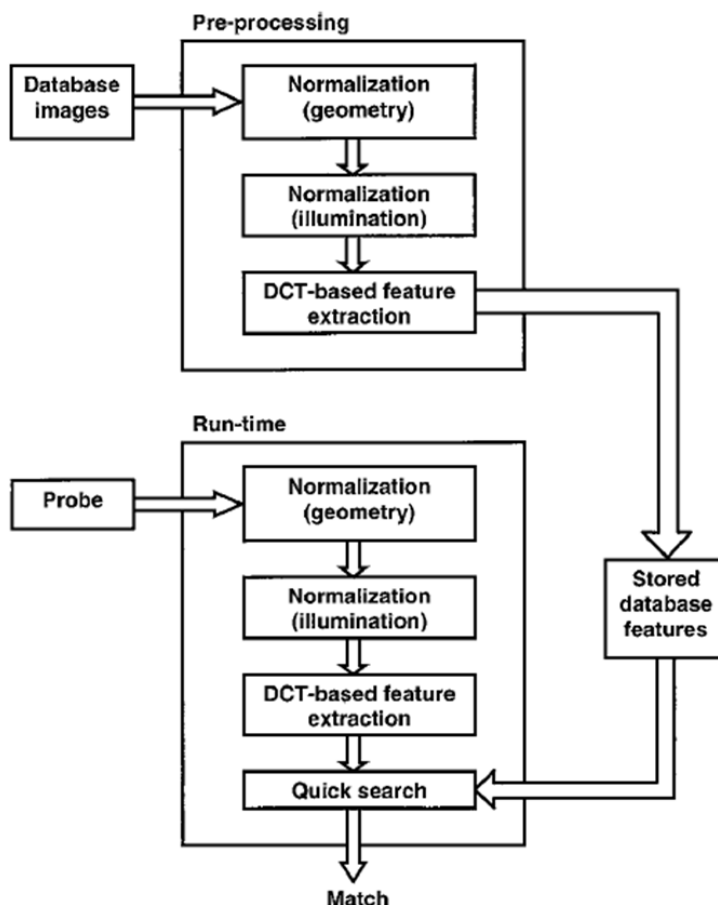 Pre-processing
Database
images
Normalization
(geometry)
Normalization
(illumination)
DCT-based feature
extraction
Run-time
Probe
Normalization
(geometry)
Normalization
(illumination)
DCT-based feature
extraction
Stored
database
features
Quick search
Match